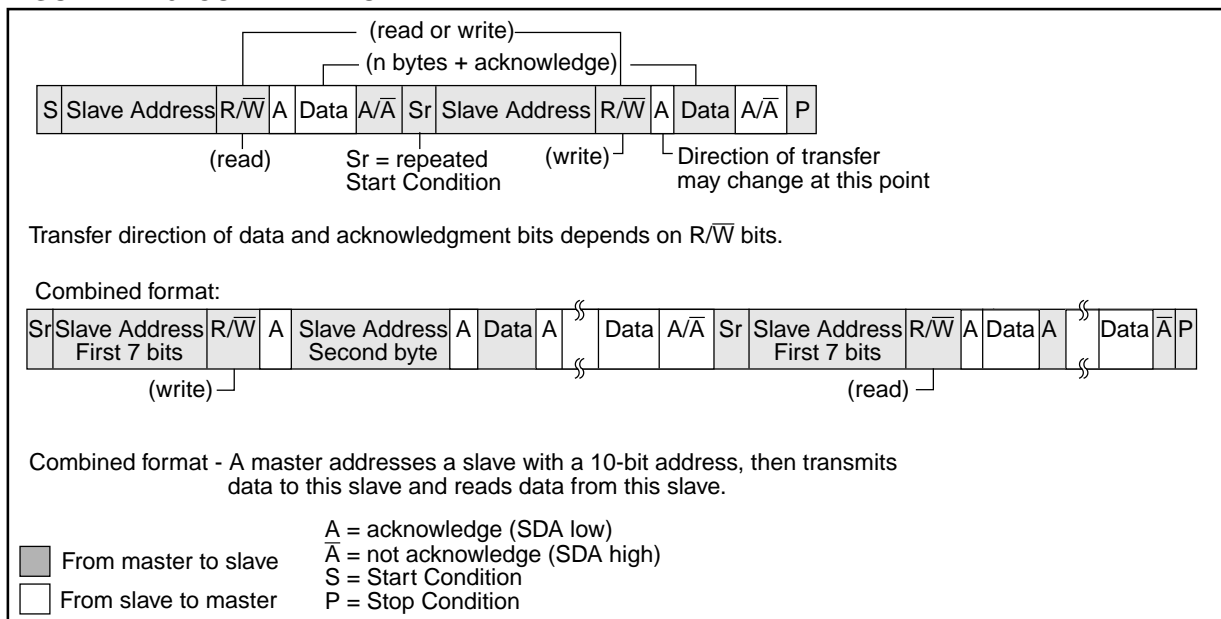 (read or write)
(n bytes + acknowledge)
S Slave Address R/W̅ A Data A/A̅ Sr Slave Address R/W̅ A Data A/A̅ P
(read) Sr = repeated (write) Direction of transfer
Start Condition may change at this point
Transfer direction of data and acknowledgment bits depends on R/W̅ bits.
Combined format:
Sr Slave Address R/W̅ A Slave Address A Data A Data A/A̅ Sr Slave Address R/W̅ A Data A Data A̅ P
First 7 bits Second byte First 7 bits
(write) (read)
Combined format - A master addresses a slave with a 10-bit address, then transmits
data to this slave and reads data from this slave.
A = acknowledge (SDA low)
From master to slave A̅ = not acknowledge (SDA high)
S = Start Condition
From slave to master P = Stop Condition